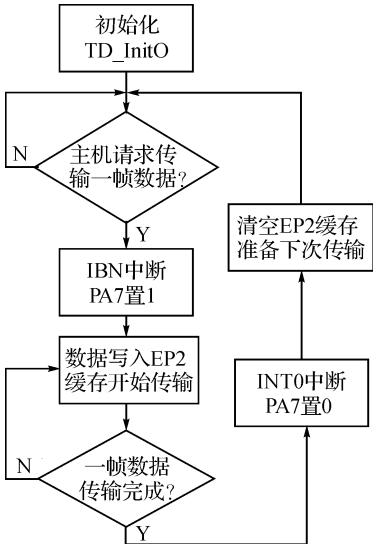 初始化
TD_InitO
主机请求传
输一帧数据?
N
Y
IBN中断
PA7置1
数据写入EP2
缓存开始传输
一帧数据
传输完成?
N
Y
INT0中断
PA7置0
清空EP2缓存
准备下次传输